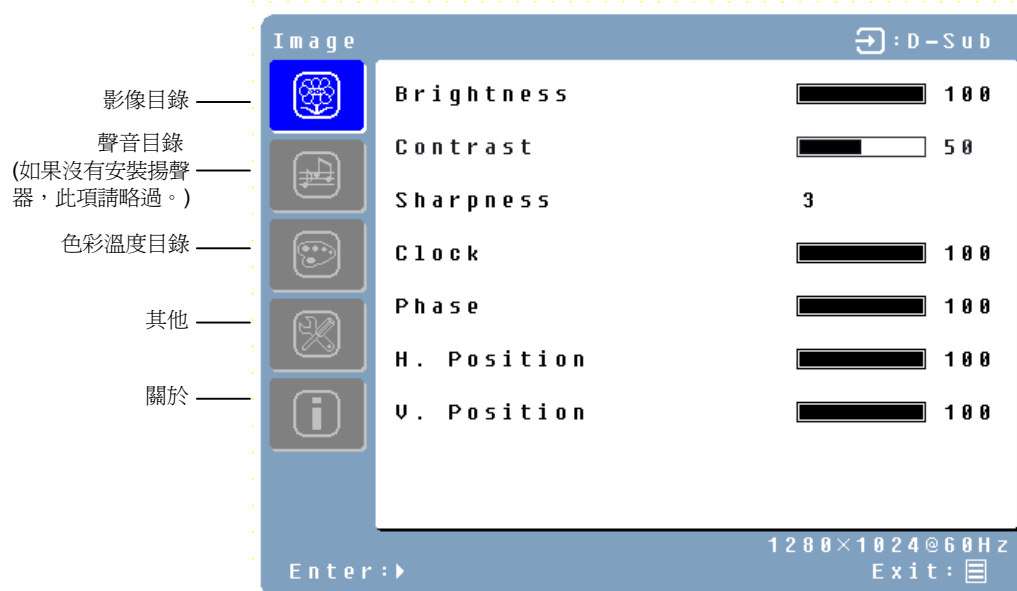 Image
:D-Sub
影像目錄
聲音目錄
(如果沒有安裝揚聲
器，此項請略過。)
色彩溫度目錄
其他
關於
Brightness 100
Contrast 50
Sharpness 3
Clock 100
Phase 100
H. Position 100
V. Position 100
1280×1024@60Hz
Enter:
Exit: